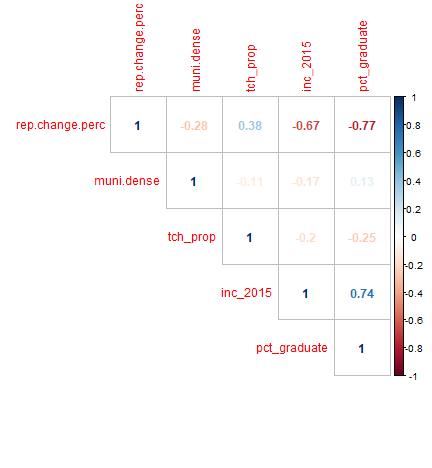 rep.change.perc
muni.dense
tch_prop
inc_2015
pct_graduate
rep.change.perc 1 -0.28 0.38 -0.67 -0.77
muni.dense 1 -0.11 -0.17 0.13
tch_prop 1 -0.2 -0.25
inc_2015 1 0.74
pct_graduate 1
1
0.8
0.6
0.4
0.2
0
-0.2
-0.4
-0.6
-0.8
-1